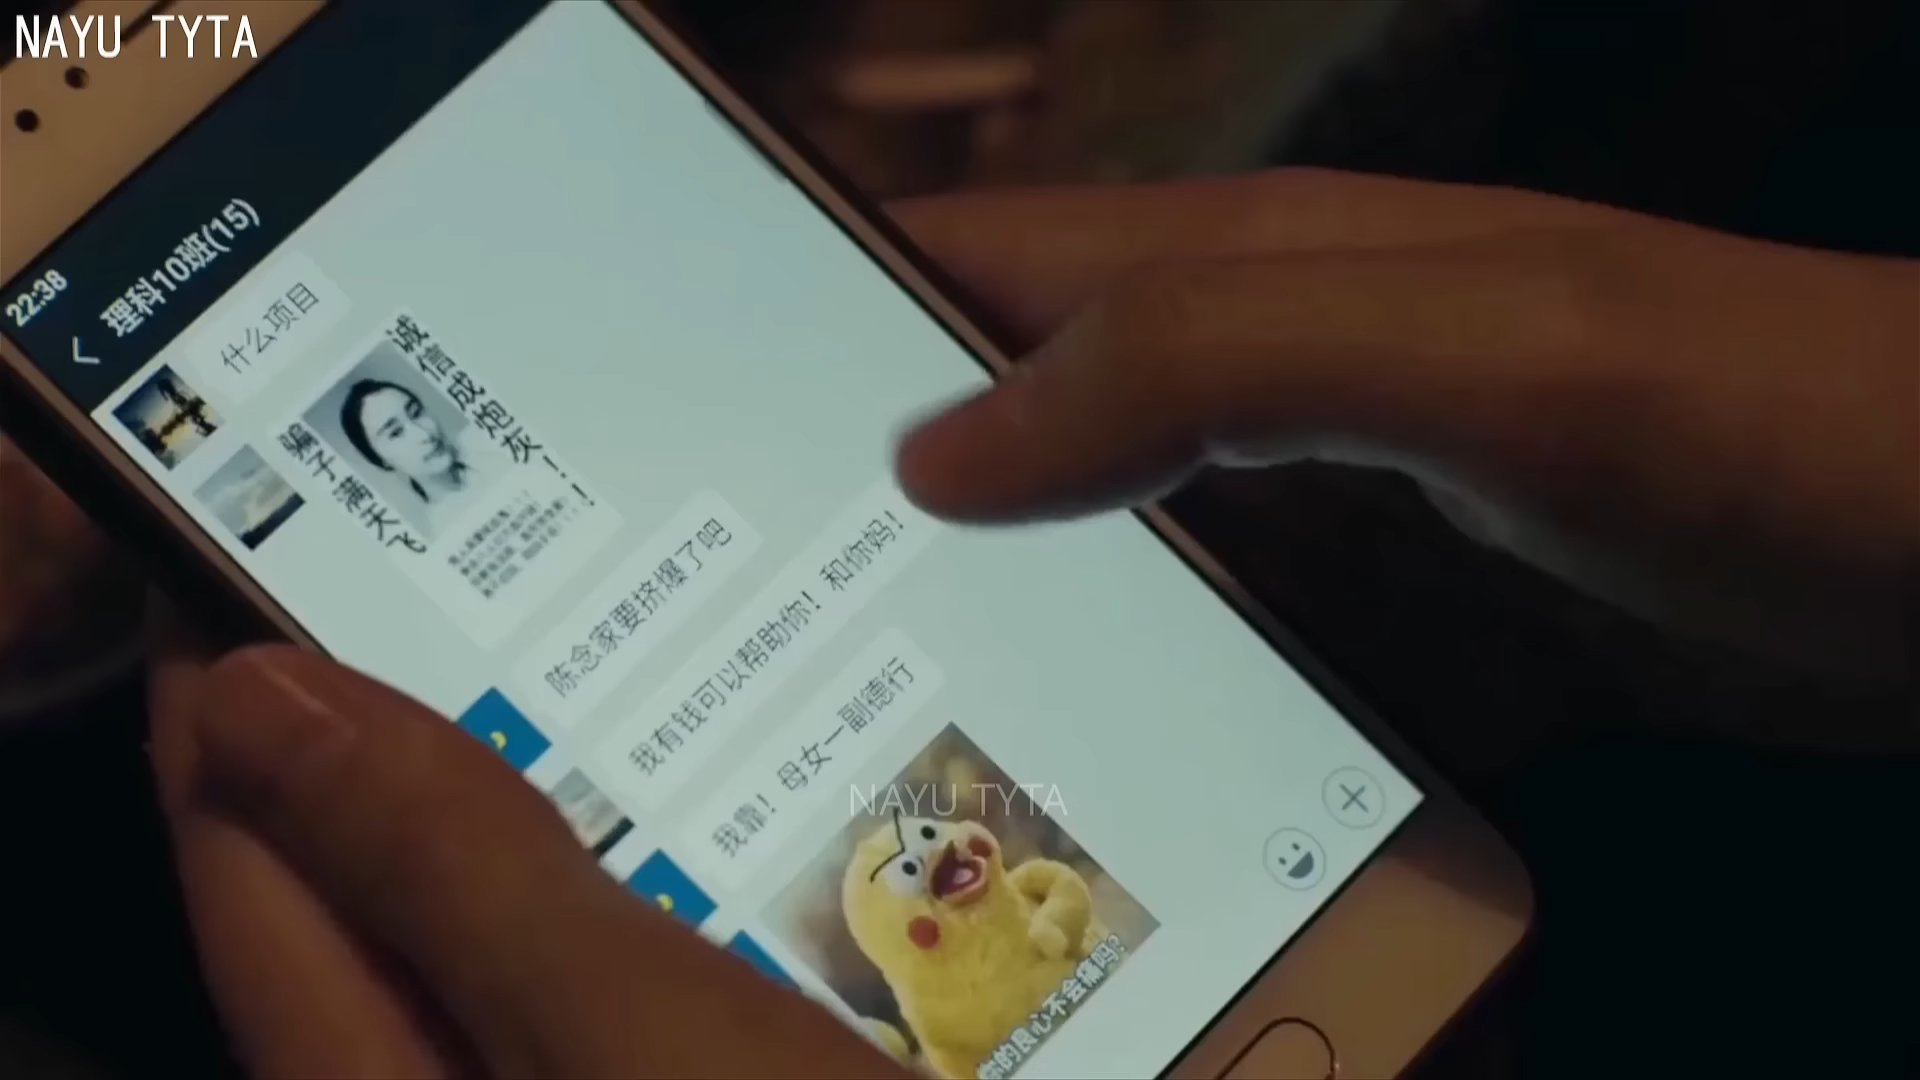 NAYU TYTA
22:38
理科10班(15)
什么项目
诚信成炮灰！！
骗子满天飞
陈念家要挤爆了吧
我有钱可以帮助你！和你妈！
我靠！母女一副德行
NAYU TYTA
你的良心不会痛吗?